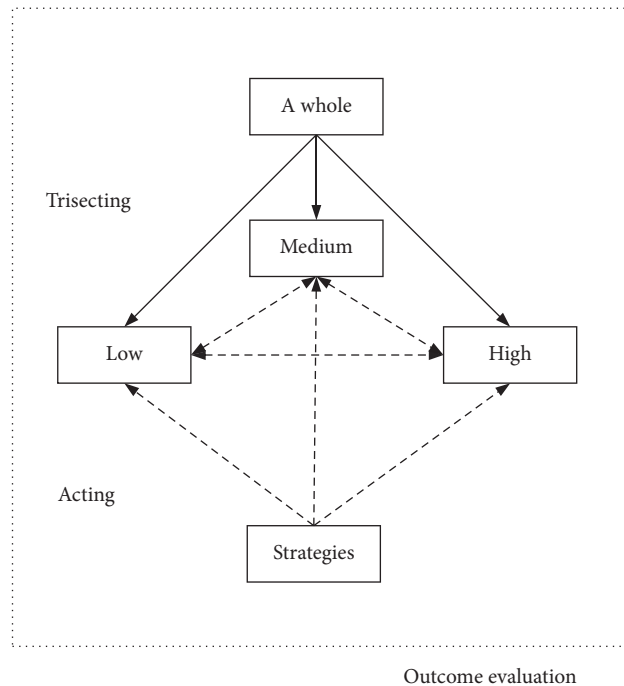 A whole
Trisecting
Medium
Low
High
Acting
Strategies
Outcome evaluation